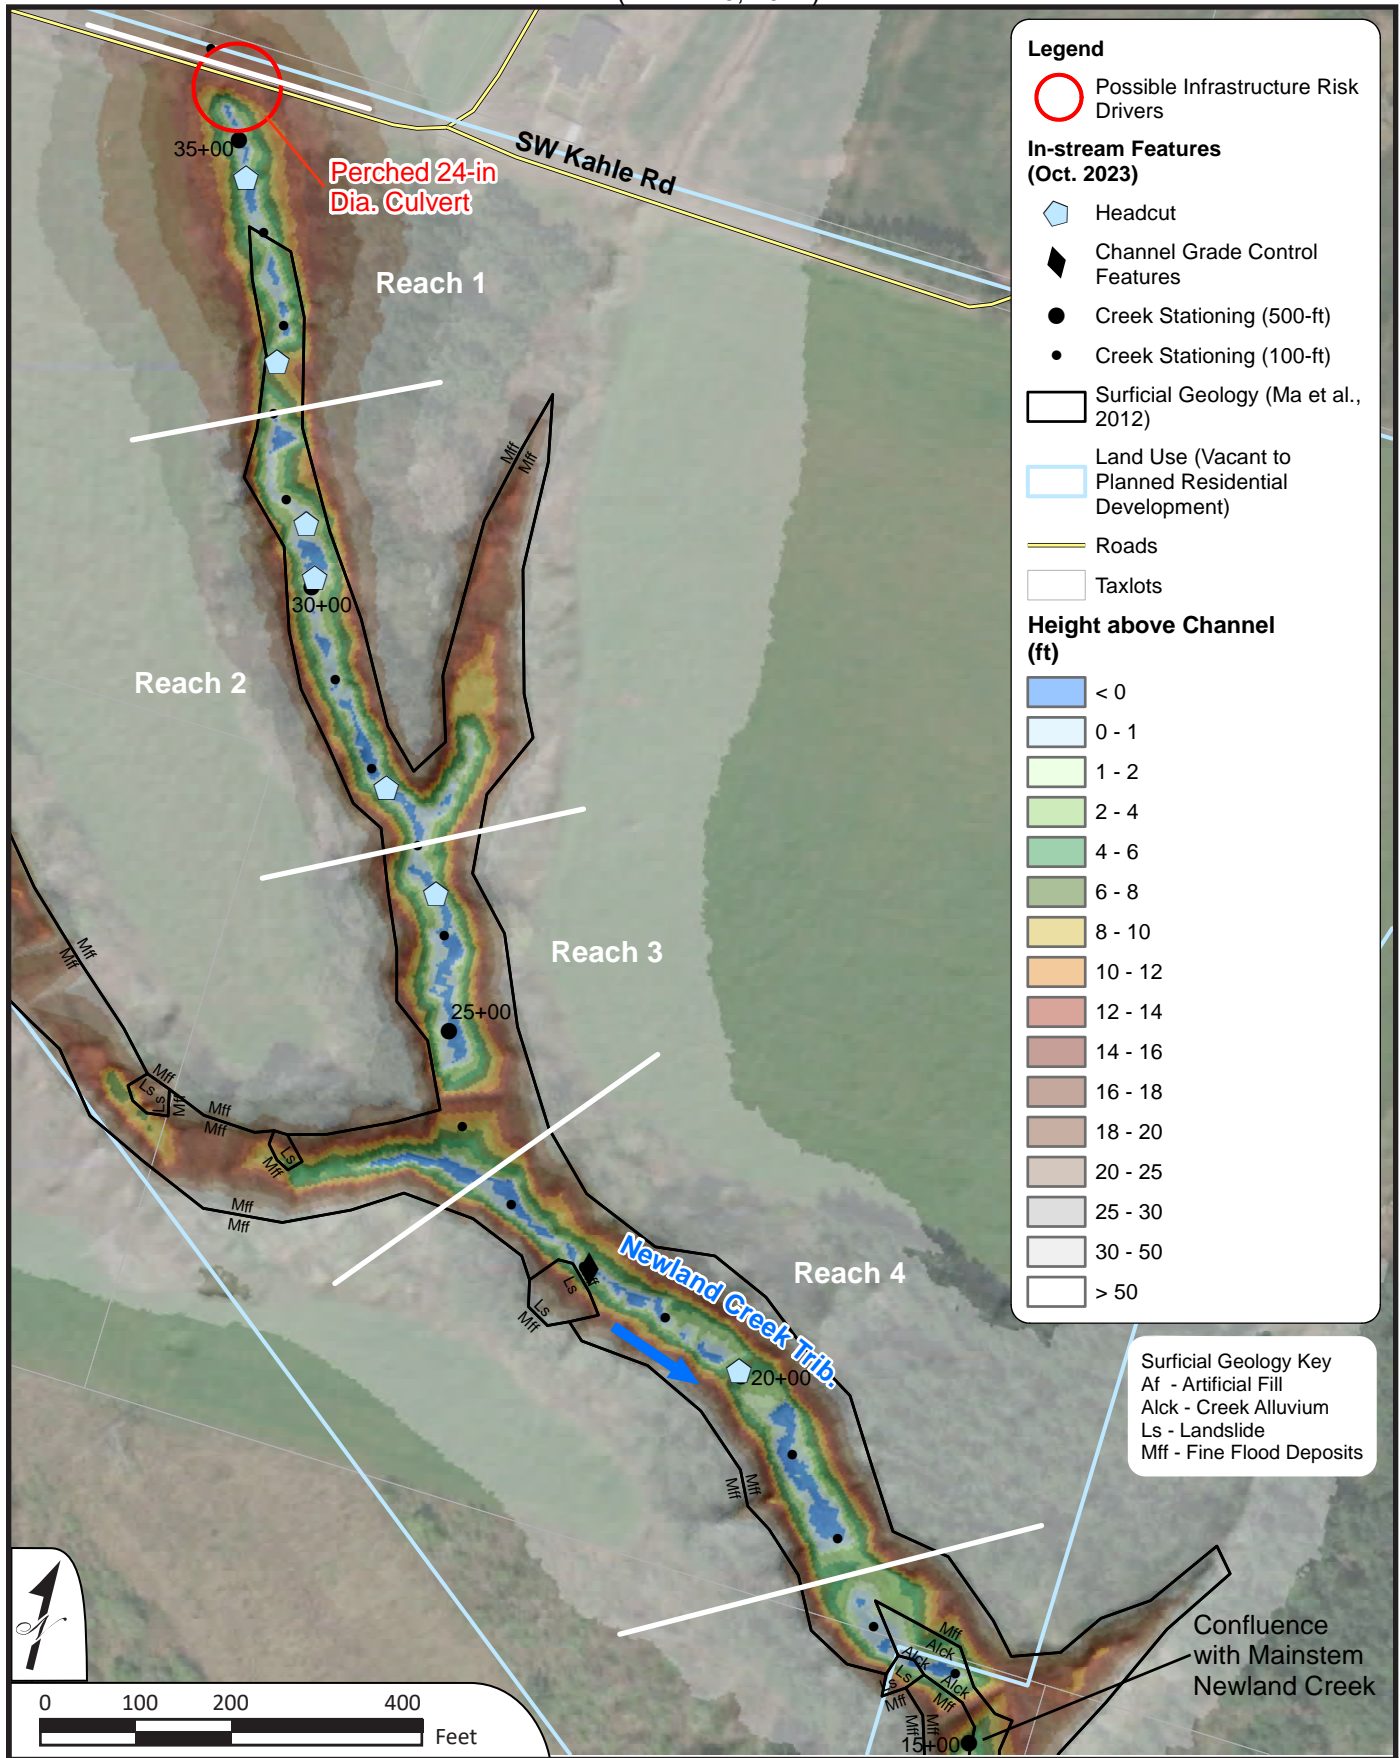 SW Kahle Rd
35+00
Perched 24-in
Dia. Culvert
Reach 1
Mff
Mff
30+00
Reach 2
Reach 3
25+00
Mff
Mff
Mff
Ls
Ls
Mff
Mff
Mff
Ls
Mff
Mff
Mff
Newland Creek Trib.
Reach 4
Ls
Ls
Mff
20+00
Mff
Mff
Mff
Alck
Alck
Alck
Ls
Ls
Mff
Mff
Mff
Mff
15+00
Confluence
with Mainstem
Newland Creek
0 100 200 400
Feet
Legend
Possible Infrastructure Risk
Drivers
In-stream Features
(Oct. 2023)
Headcut
Channel Grade Control
Features
Creek Stationing (500-ft)
Creek Stationing (100-ft)
Surficial Geology (Ma et al.,
2012)
Land Use (Vacant to
Planned Residential
Development)
Roads
Taxlots
Height above Channel
(ft)
< 0
0 - 1
1 - 2
2 - 4
4 - 6
6 - 8
8 - 10
10 - 12
12 - 14
14 - 16
16 - 18
18 - 20
20 - 25
25 - 30
30 - 50
> 50
Surficial Geology Key
Af - Artificial Fill
Alck - Creek Alluvium
Ls - Landslide
Mff - Fine Flood Deposits